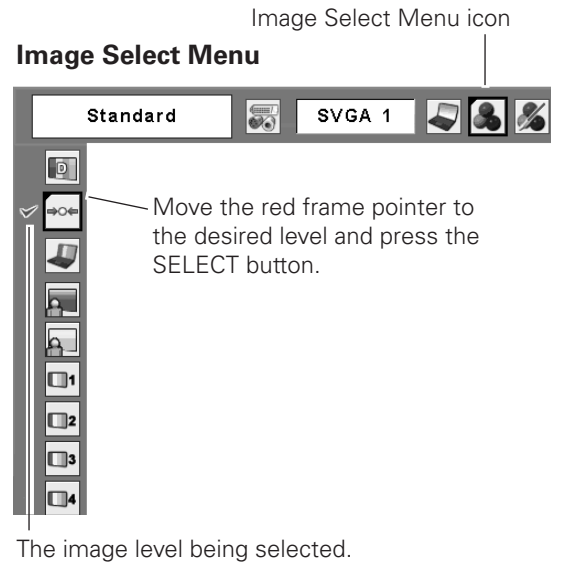 Image Select Menu icon
Image Select Menu
Standard
SVGA 1
D
Move the red frame pointer to
the desired level and press the
SELECT button.
1
2
3
4
The image level being selected.